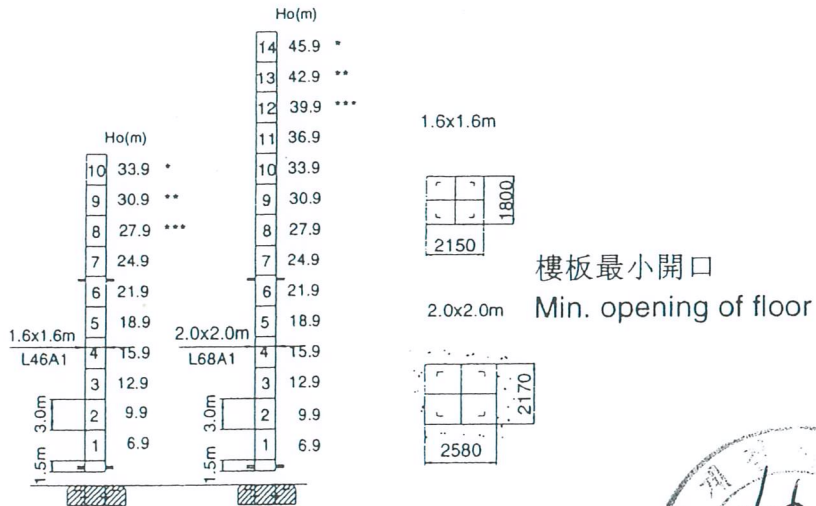 Ho(m)
14 45.9 *
13 42.9 **
12 39.9 ***
11 36.9
10 33.9
9 30.9
8 27.9
7 24.9
6 21.9
5 18.9
2.0x2.0m
4 15.9
L68A1
3 12.9
3.0m
2 9.9
1 6.9
1.5m
Ho(m)
10 33.9 *
9 30.9 **
8 27.9 ***
7 24.9
6 21.9
5 18.9
1.6x1.6m
4 15.9
L46A1
3 12.9
3.0m
2 9.9
1 6.9
1.5m
1.6x1.6m
1800
2150
樓板最小開口
2.0x2.0m Min. opening of floor
2170
2580